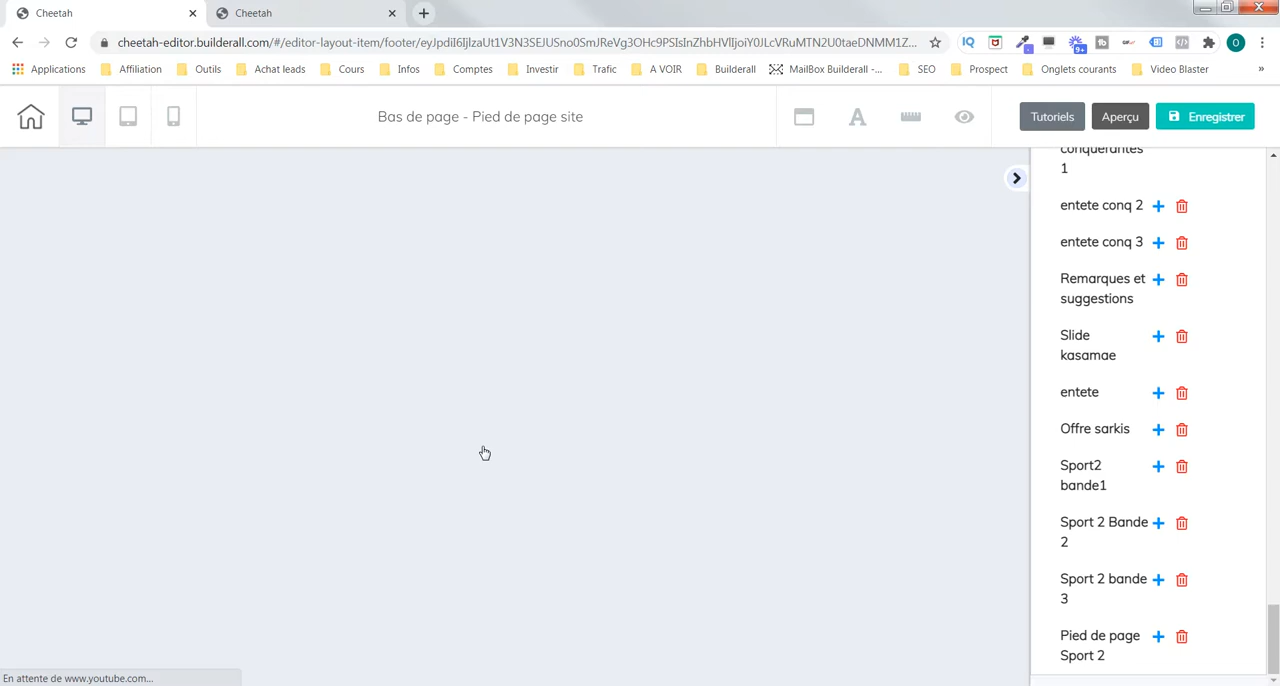 Cheetah
Cheetah
cheetah-editor.builderall.com/#/editor-layout-item/footer/
IQ
9+
O
Applications
Affiliation
Outils
Achat leads
Cours
Infos
Comptes
Investir
Trafic
A VOIR
Builderall
MailBox Builderall -...
SEO
Prospect
Onglets courants
Video Blaster
»
Bas de page - Pied de page site
A
Tutoriels
Aperçu
Enregistrer
conquerantes
1
entete conq 2
entete conq 3
Remarques et
suggestions
Slide
kasamae
entete
Offre sarkis
Sport2
bande1
Sport 2 Bande
2
Sport 2 bande
3
Pied de page
Sport 2
En attente de www.youtube.com...